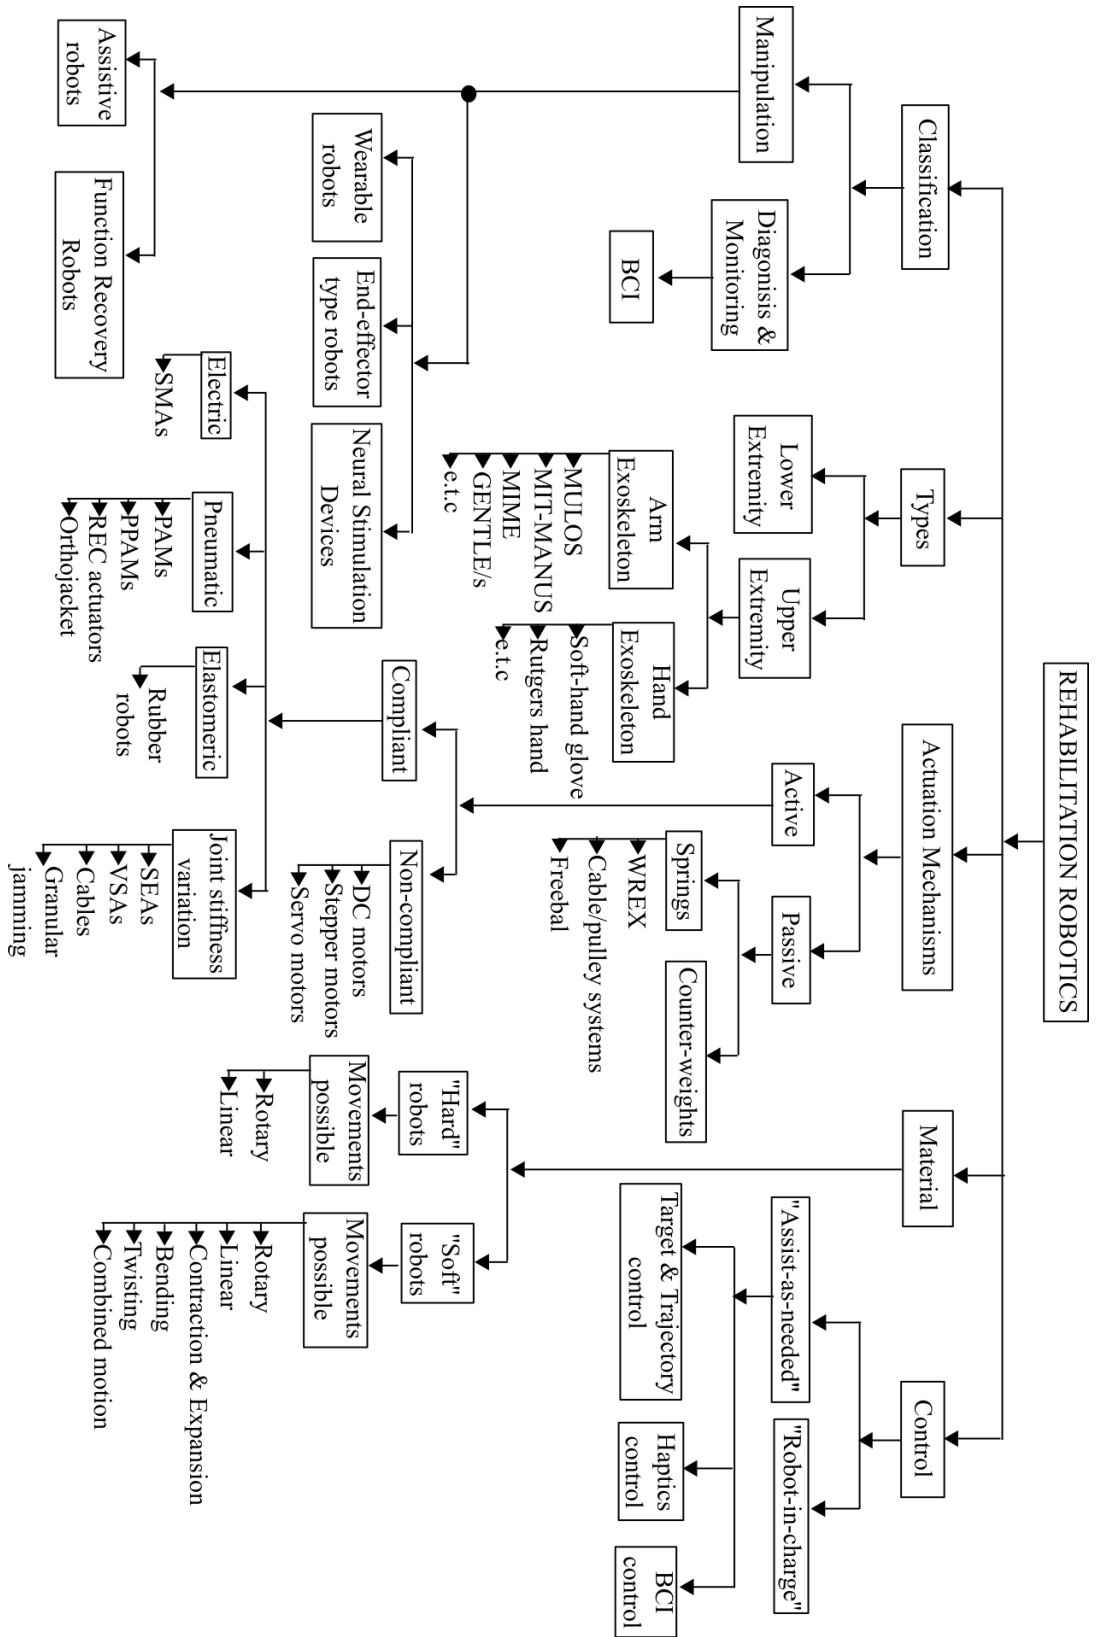 REHABILITATION ROBOTICS
Classification
Types
Actuation Mechanisms
Material
Control
Manipulation
Diagonisis &
Monitoring
BCI
Lower
Extremity
Upper
Extremity
Active
Passive
"Assist-as-needed"
"Robot-in-charge"
Arm
Exoskeleton
MULOS
MIT-MANUS
MIME
GENTLE/s
e.t.c
Hand
Exoskeleton
Soft-hand glove
Rutgers hand
e.t.c
Springs
WREX
Cable/pulley systems
Freebal
Counter-weights
Target & Trajectory
control
Haptics
control
BCI
control
Wearable
robots
End-effector
type robots
Neural Stimulation
Devices
Compliant
Non-compliant
DC motors
Stepper motors
Servo motors
"Hard"
robots
Movements
possible
Rotary
Linear
"Soft"
robots
Movements
possible
Rotary
Linear
Contraction & Expansion
Bending
Twisting
Combined motion
Assistive
robots
Function Recovery
Robots
Electric
SMAs
Pneumatic
PAMs
PPAMs
REC actuators
Orthojacket
Elastomeric
Rubber
robots
Joint stiffness
variation
SEAs
VSAs
Cables
Granular
jamming